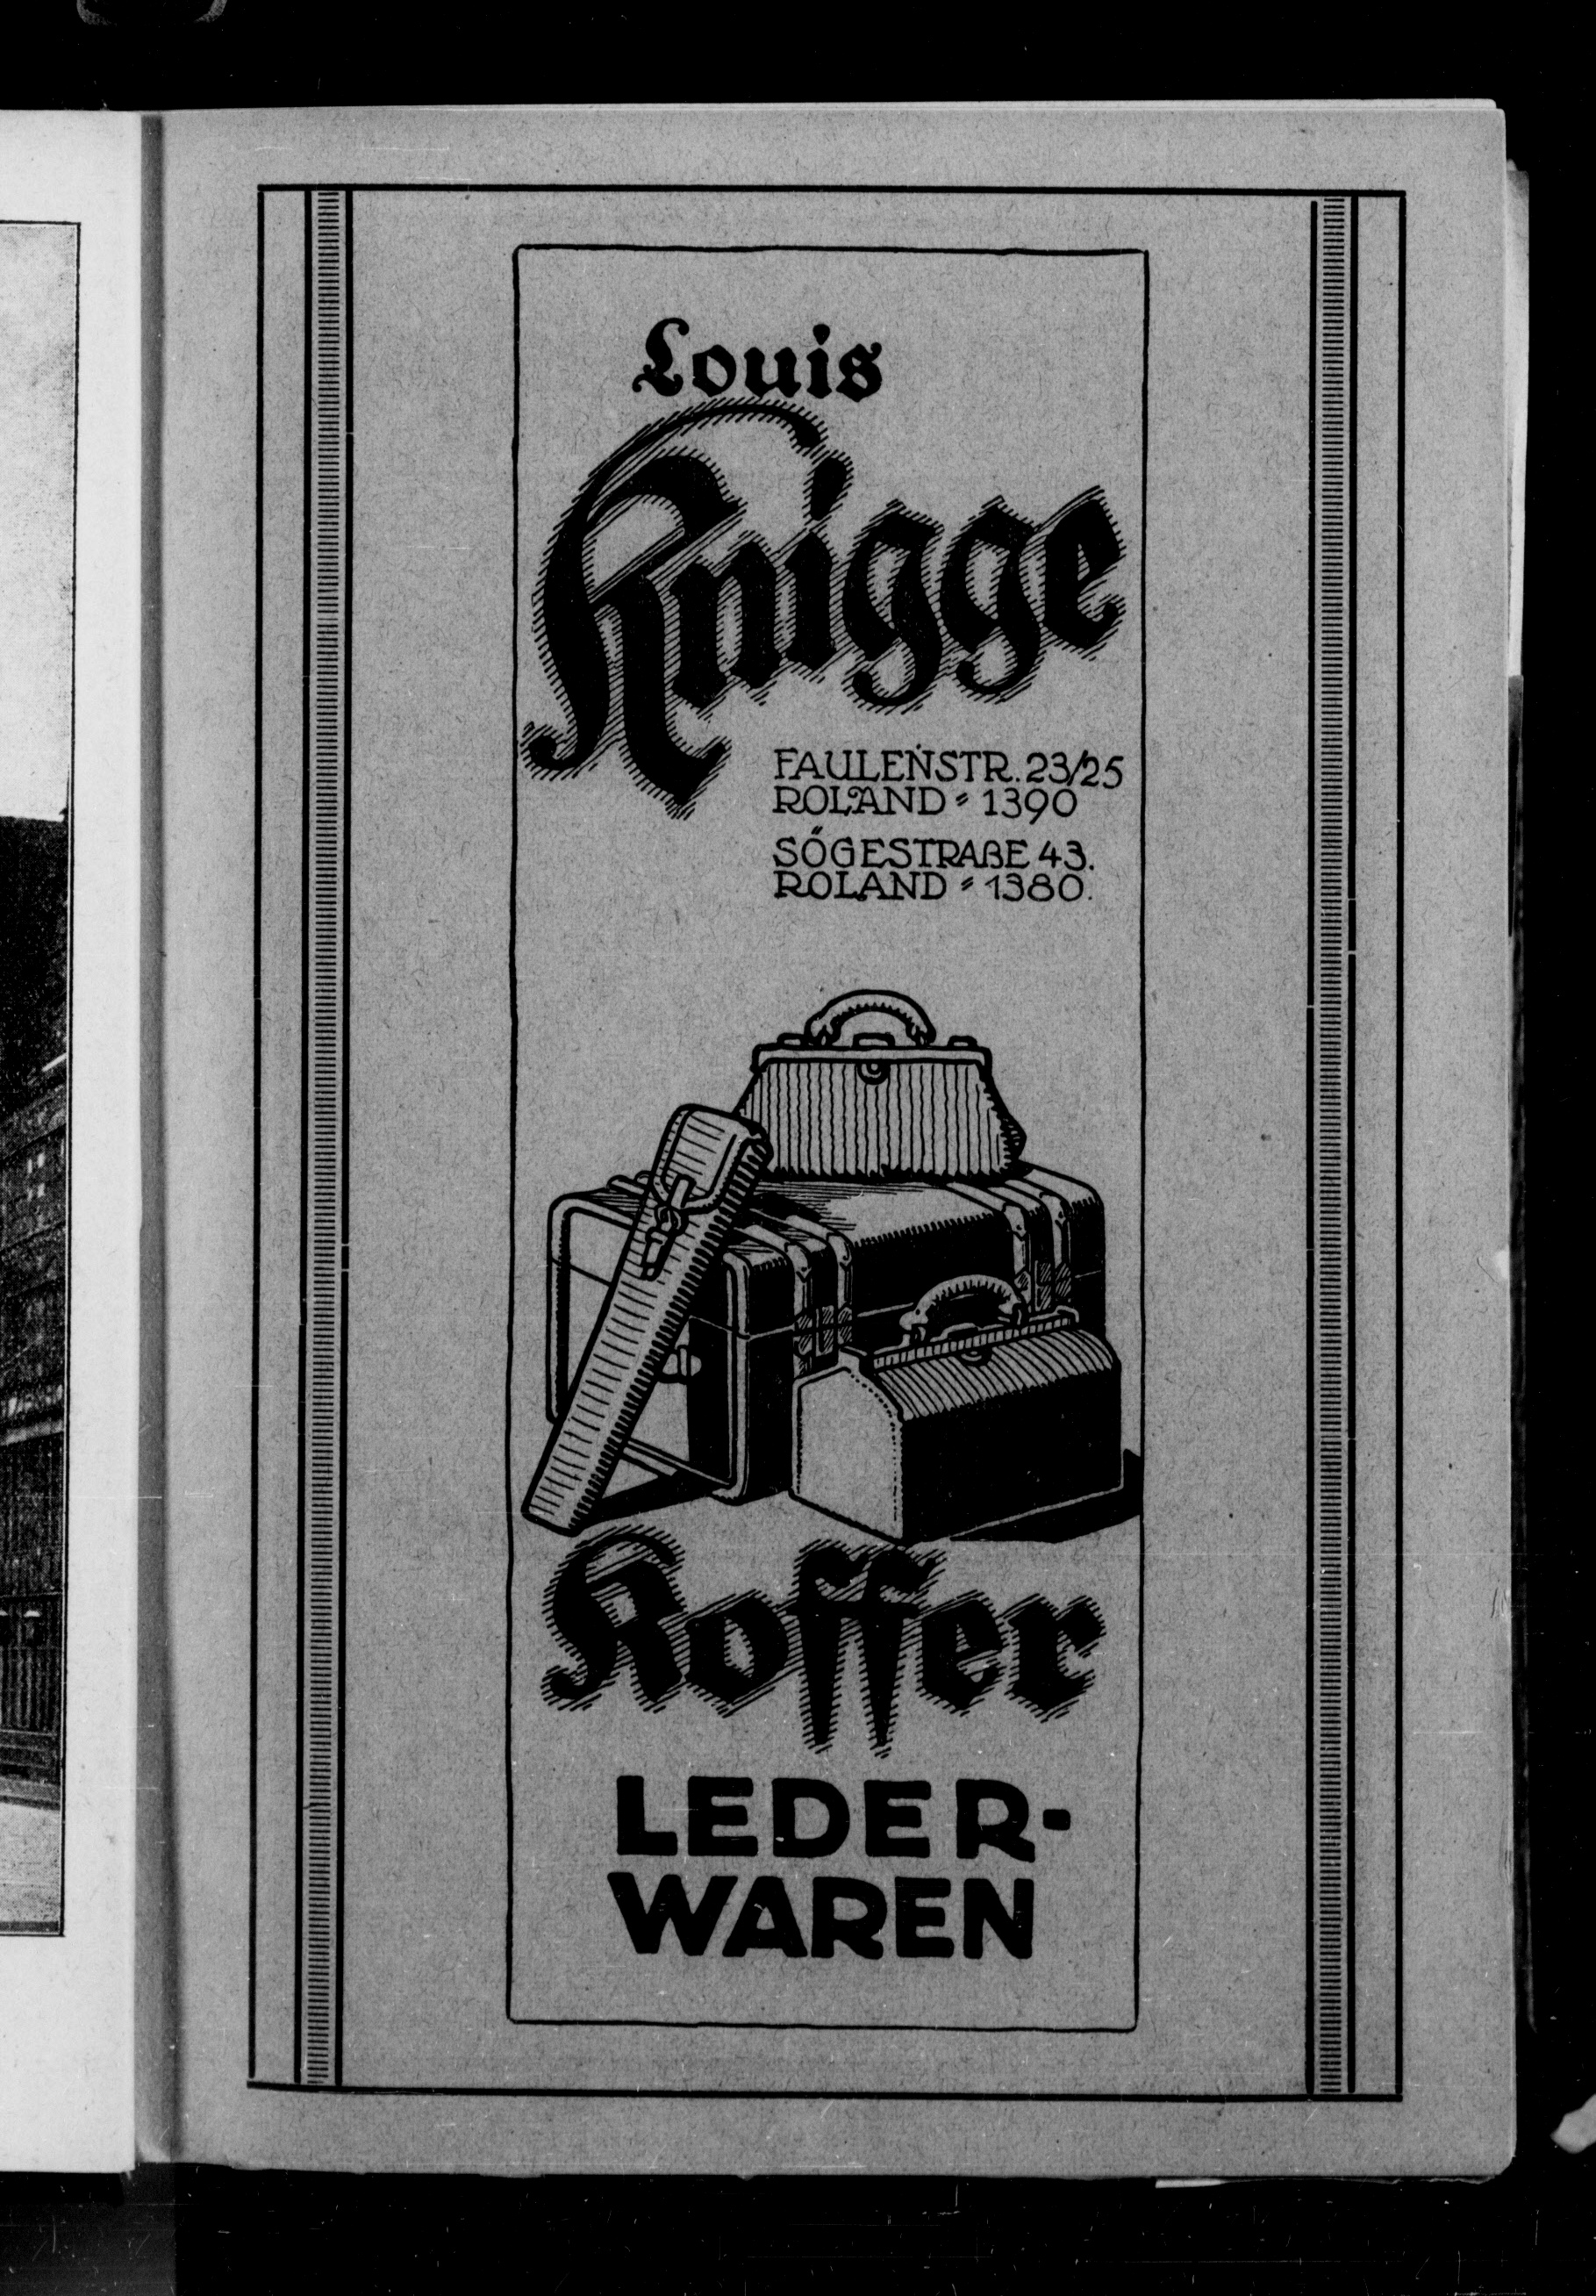 Louis
Knigge
FAULENSTR. 23/25
ROLAND ⸗ 1390
SÖGESTRAßE 43.
ROLAND ⸗ 1380.
Koffer
LEDER-
WAREN